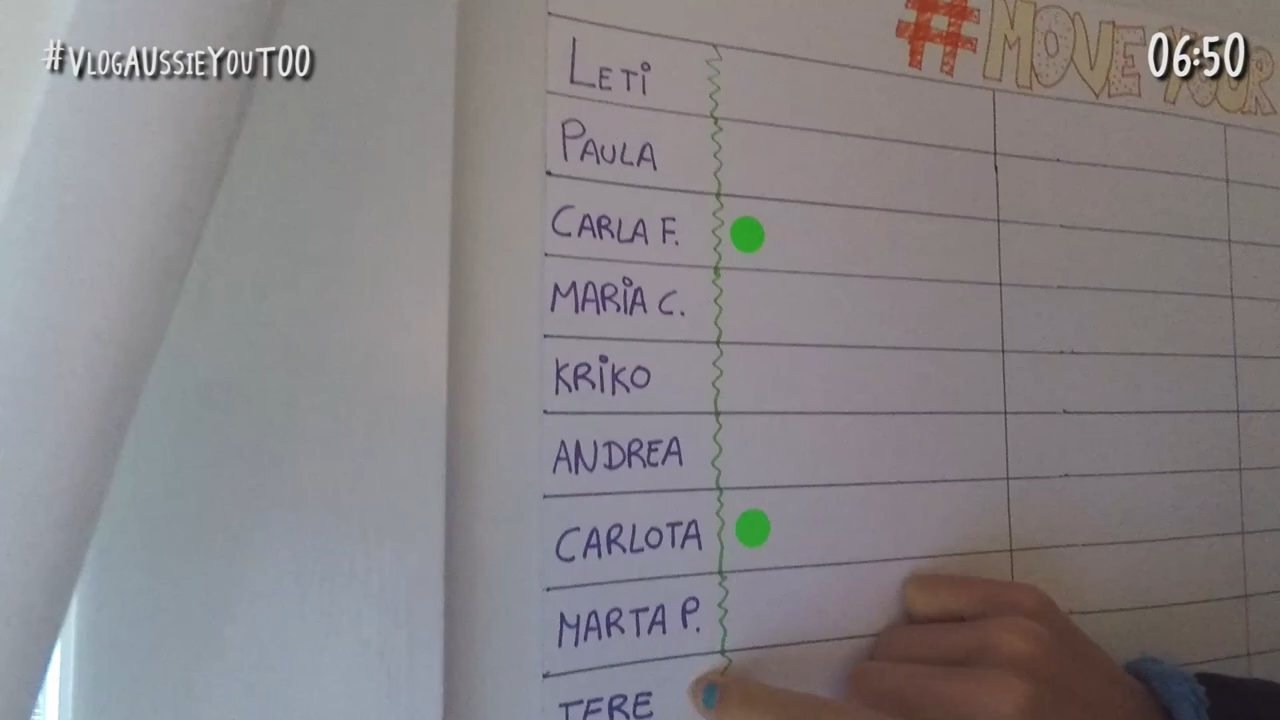 #VLOGAUSSIEYOUTOO
06:50
#MOVE YOUR
LETi
PAULA
CARLA F.
MARiA C.
KRiKO
ANDREA
CARLOTA
MARTA P.
TERE